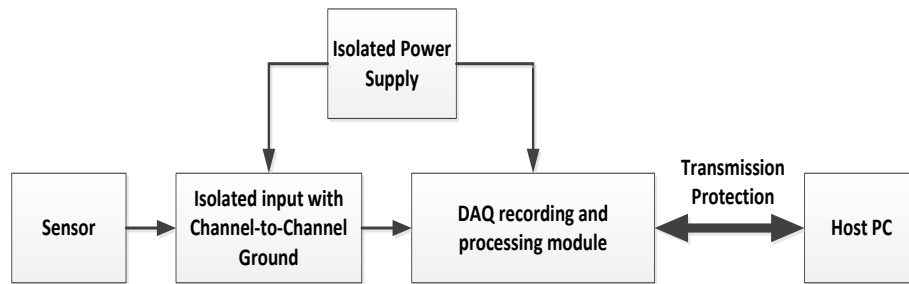 Isolated Power
Supply
Sensor
Isolated input with
Channel-to-Channel
Ground
DAQ recording and
processing module
Transmission
Protection
Host PC